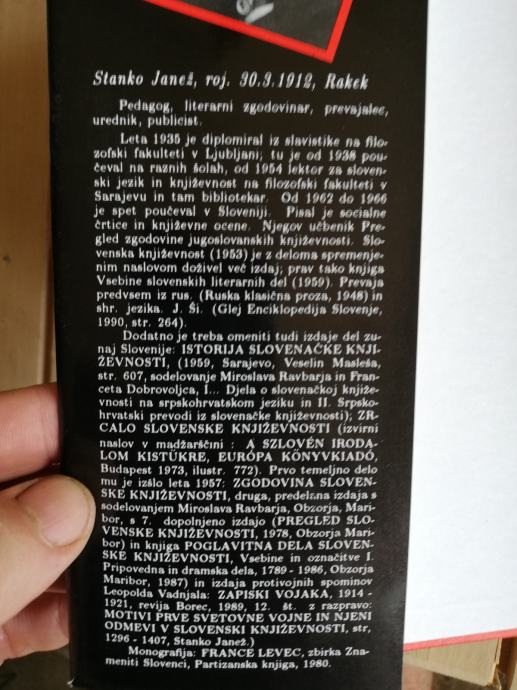 Stanko Janež, roj. 30.3.1912, Rakek
Pedagog, literarni zgodovinar, prevajalec,
urednik, publicist.
Leta 1935 je diplomiral iz slavistike na filo-
zofski fakulteti v Ljubljani; tu je od 1938 pou-
čeval na raznih šolah, od 1954 lektor za sloven-
ski jezik in književnost na filozofski fakulteti v
Sarajevu in tam bibliotekar. Od 1962 do 1966
je spet poučeval v Sloveniji. Pisal je socialne
črtice in književne ocene. Njegov učbenik Pre-
gled zgodovine jugoslovanskih književnosti. Slo-
venska književnost (1953) je z deloma spremenje-
nim naslovom doživel več izdaj; prav tako knjiga
Vsebine slovenskih literarnih del (1959). Prevaja
predvsem iz rus. (Ruska klasična proza, 1948) in
shr. jezika. J. Ši. (Glej Enciklopedija Slovenje,
1990, str. 264).
Dodatno je treba omeniti tudi izdaje del zu-
naj Slovenije: ISTORIJA SLOVENAČKE KNJI-
ŽEVNOSTI, (1959, Sarajevo, Veselin Masleša,
str. 607, sodelovanje Miroslava Ravbarja in Fran-
ceta Dobrovoljca, I... Djela o slovenačkoj knjiže-
vnosti na srpskohrvatskom jeziku in II. Srpsko-
hrvatski prevodi iz slovenačke književnosti); ZR-
CALO SLOVENSKE KNJIŽEVNOSTI (izvirni
naslov v madžarščini : A SZLOVÉN IRODA-
LOM KISTÜKRE, EURÓPA KÖNYVKIADÓ,
Budapest 1973, ilustr. 772). Prvo temeljno delo
mu je izšlo leta 1957: ZGODOVINA SLOVEN-
SKE KNJIŽEVNOSTI, druga, predelana izdaja s
sodelovanjem Miroslava Ravbarja, Obzorja, Mari-
bor, s 7. dopolnjeno izdajo (PREGLED SLO-
VENSKE KNJIŽEVNOSTI, 1978, Obzorja, Mari-
bor) in knjiga POGLAVITNA DELA SLOVEN-
SKE KNJIŽEVNOSTI, Vsebine in označitve I.
Pripovedna in dramska dela, 1789 - 1986, Obzorja
Maribor, 1987) in izdaja protivojnih spominov
Leopolda Vadnjala: ZAPISKI VOJAKA, 1914 -
1921, revija Borec, 1989, 12. št. z razpravo:
MOTIVI PRVE SVETOVNE VOJNE IN NJENI
ODMEVI V SLOVENSKI KNJIŽEVNOSTI, str,
1296 - 1407, Stanko Janež.)
Monografija: FRANCE LEVEC, zbirka Zna-
meniti Slovenci, Partizanska knjiga, 1980.